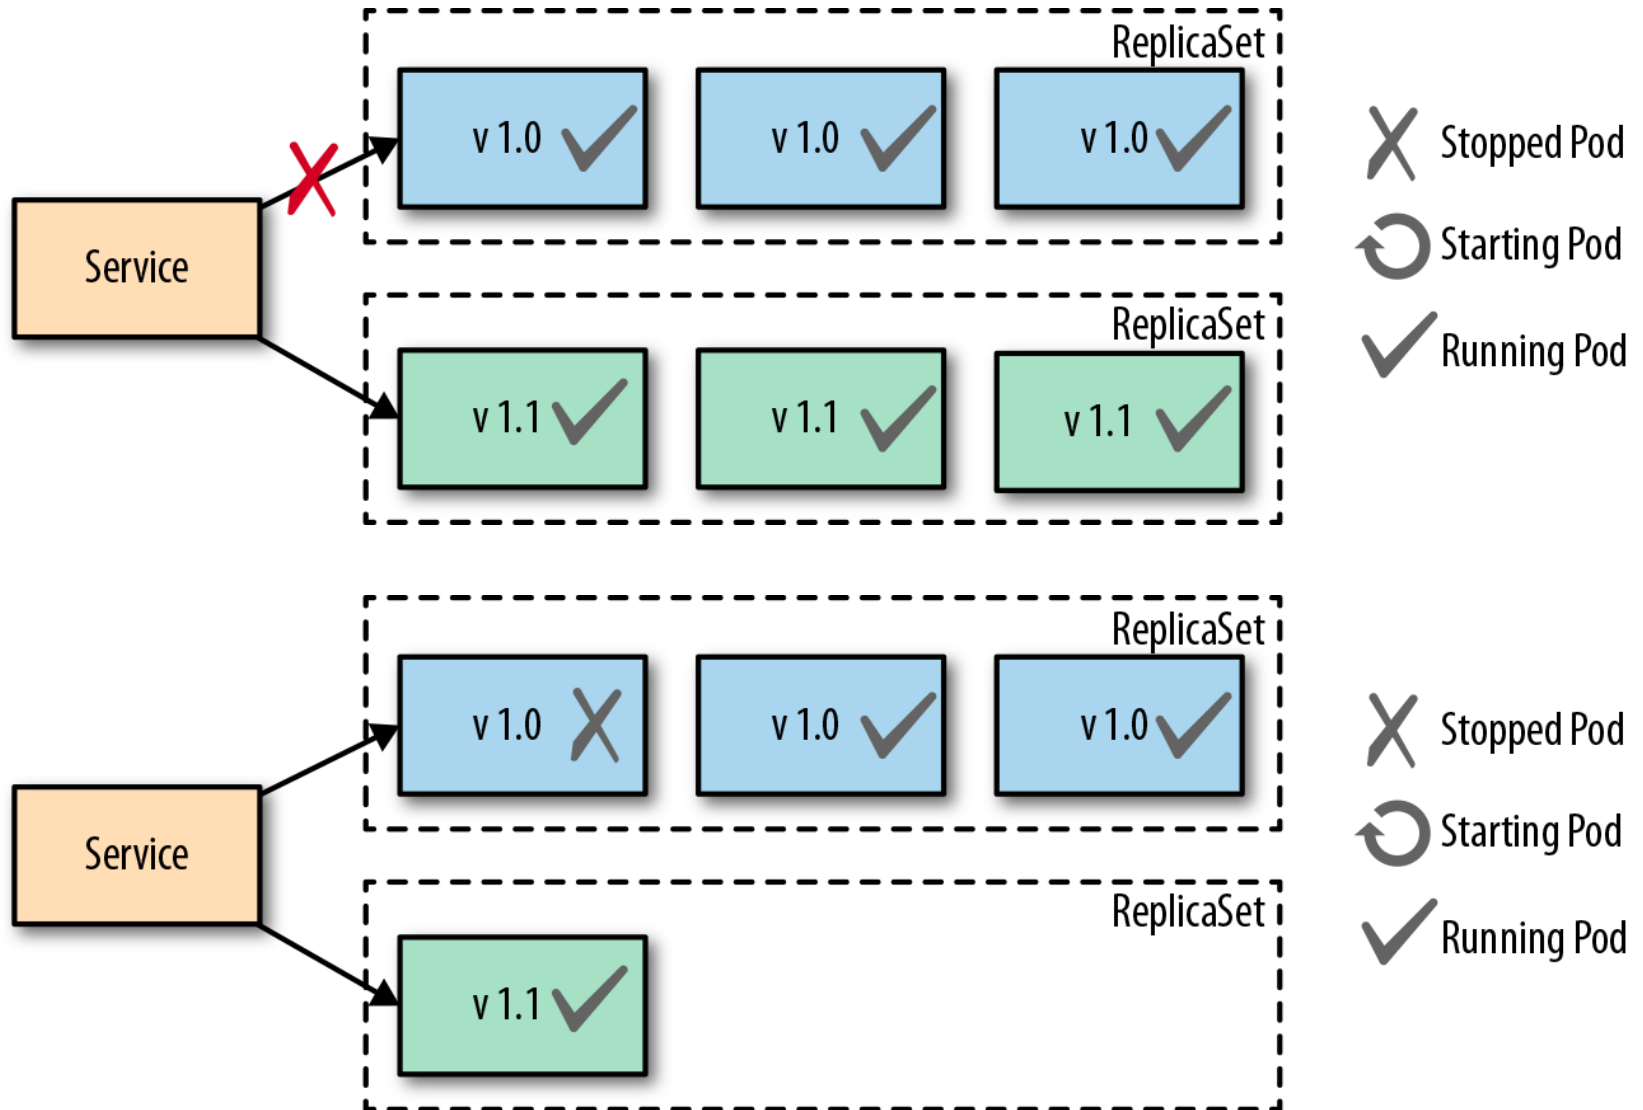 ReplicaSet
v 1.0
v 1.0
v 1.0
Stopped Pod
Service
Starting Pod
ReplicaSet
Running Pod
v 1.1
v 1.1
v 1.1
ReplicaSet
v 1.0
v 1.0
v 1.0
Stopped Pod
Service
Starting Pod
ReplicaSet
Running Pod
v 1.1